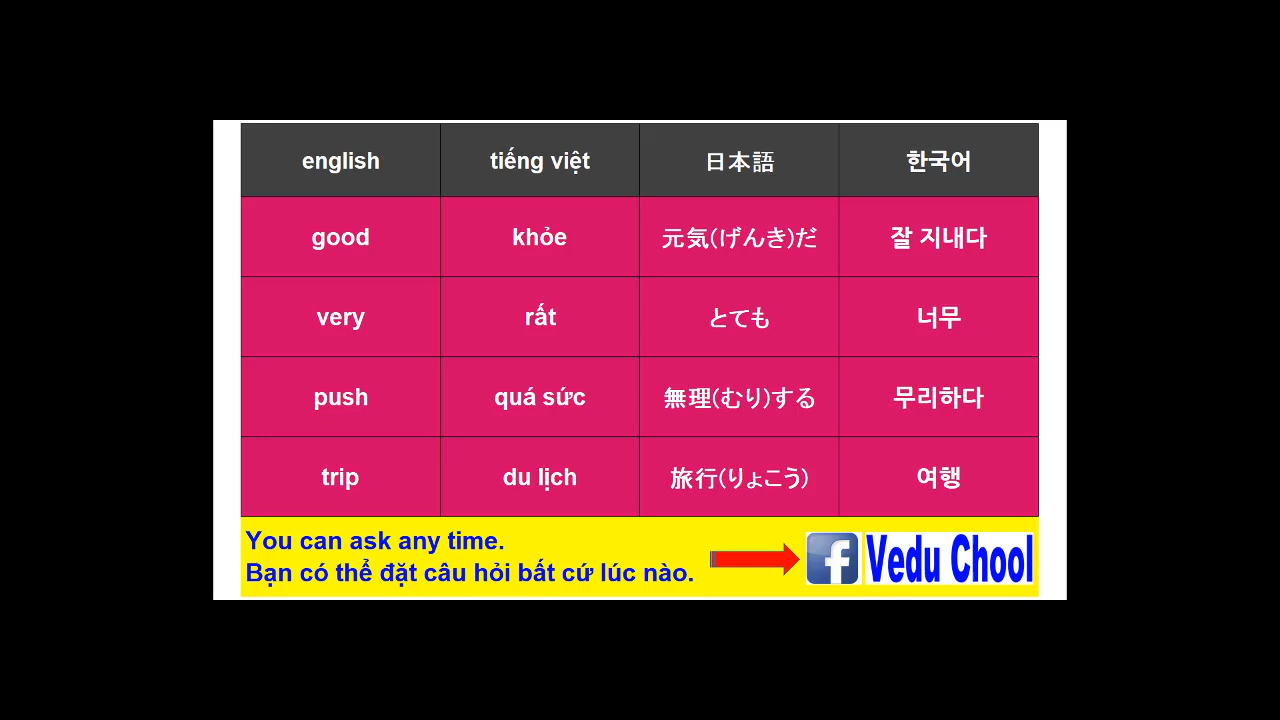 english tiếng việt 日本語 한국어
good khỏe 元気(げんき)だ 잘 지내다
very rất とても 너무
push quá sức 無理(むり)する 무리하다
trip du lịch 旅行(りょこう) 여행
You can ask any time.
Bạn có thể đặt câu hỏi bất cứ lúc nào.
f Vedu Chool